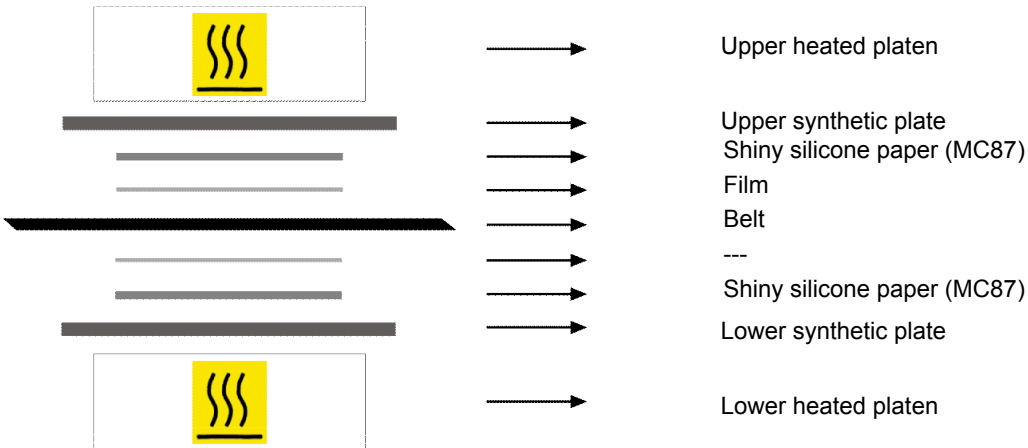 Upper heated platen
Upper synthetic plate
Shiny silicone paper (MC87)
Film
Belt
---
Shiny silicone paper (MC87)
Lower synthetic plate
Lower heated platen